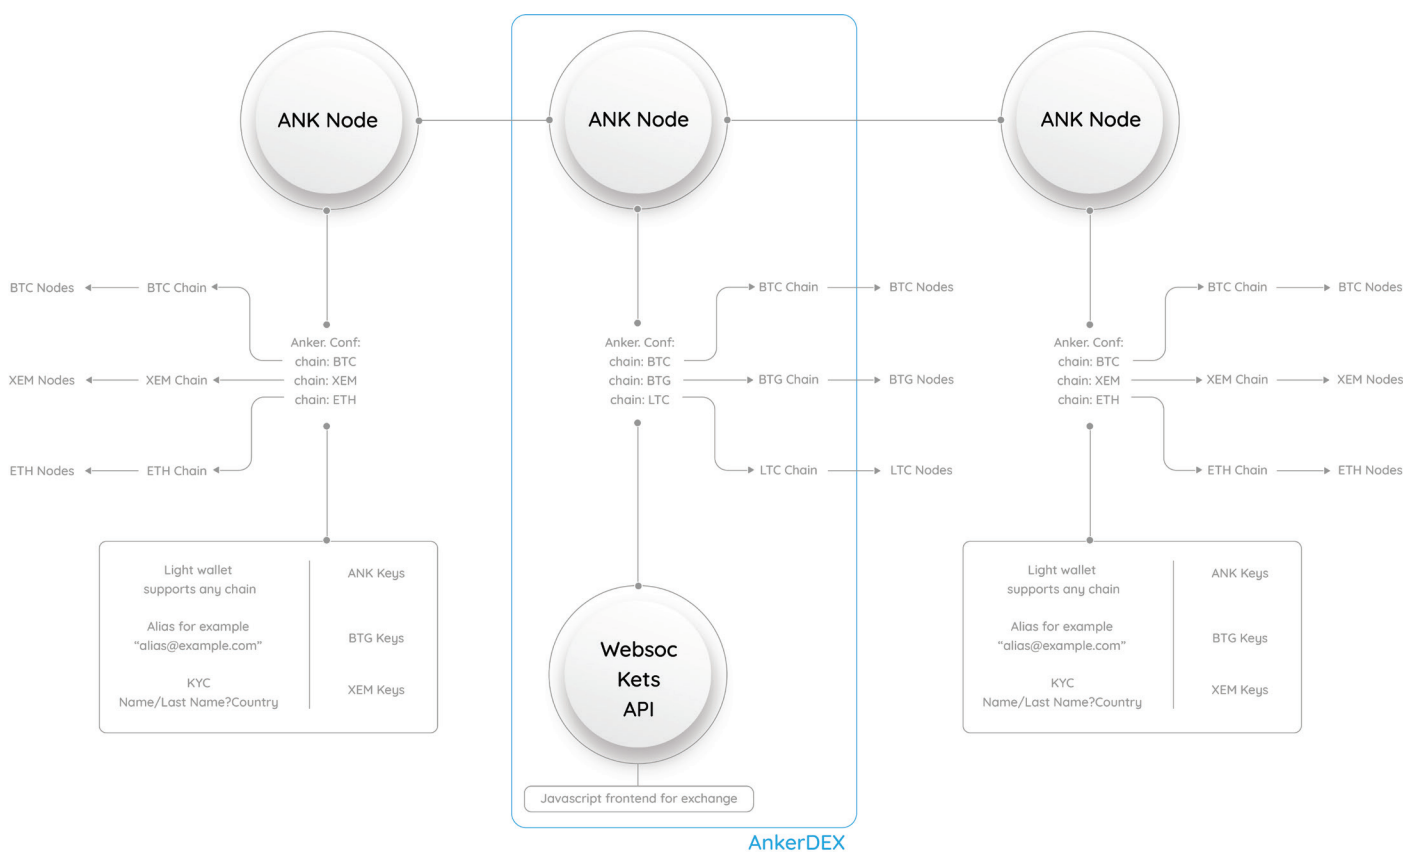 ANK Node
ANK Node
ANK Node
BTC Nodes
BTC Chain
Anker. Conf:
chain: BTC
chain: XEM
chain: ETH
XEM Nodes
XEM Chain
ETH Nodes
ETH Chain
Anker. Conf:
chain: BTC
chain: BTG
chain: LTC
BTC Chain
BTC Nodes
BTG Chain
BTG Nodes
LTC Chain
LTC Nodes
Anker. Conf:
chain: BTC
chain: XEM
chain: ETH
BTC Chain
BTC Nodes
XEM Chain
XEM Nodes
ETH Chain
ETH Nodes
Light wallet
supports any chain
Alias for example
“alias@example.com”
KYC
Name/Last Name?Country
ANK Keys
BTG Keys
XEM Keys
Websoc
Kets
API
Javascript frontend for exchange
AnkerDEX
Light wallet
supports any chain
Alias for example
“alias@example.com”
KYC
Name/Last Name?Country
ANK Keys
BTG Keys
XEM Keys